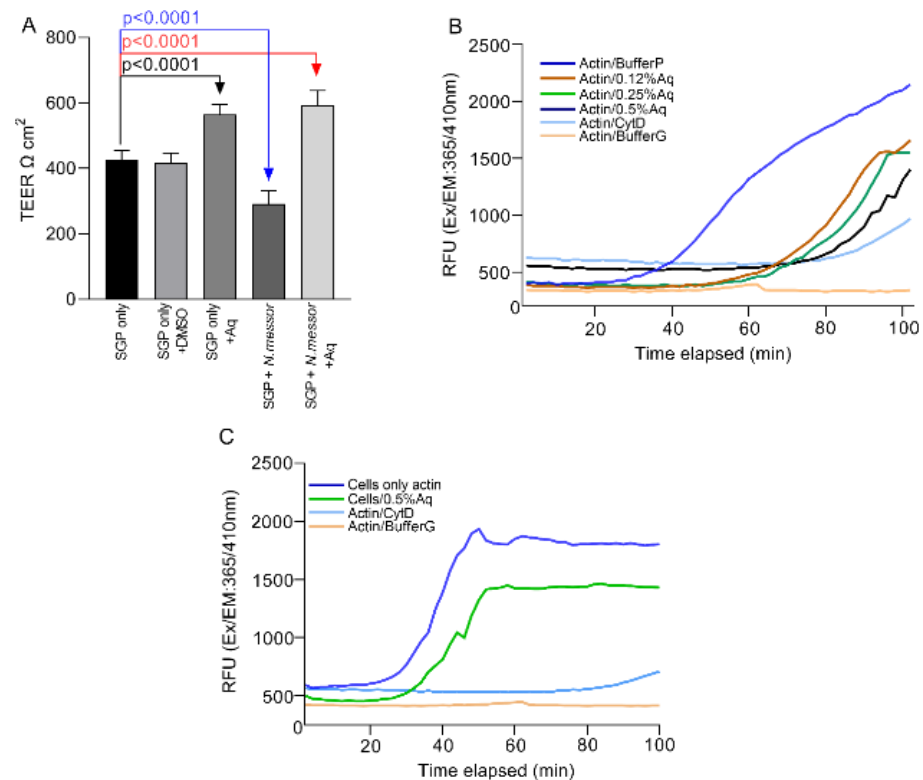 A
p<0.0001
p<0.0001
p<0.0001
TEER Ω cm2
800
600
400
200
0
SGP only
SGP only
+DMSO
SGP only
+Aq
SGP + N.messor
SGP + N.messor
+Aq
B
RFU (Ex/EM:365/410nm)
2500
2000
1500
1000
500
0
Actin/BufferP
Actin/0.12%Aq
Actin/0.25%Aq
Actin/0.5%Aq
Actin/CytD
Actin/BufferG
20 40 60 80 100
Time elapsed (min)
C
RFU (Ex/EM:365/410nm)
2500
2000
1500
1000
500
0
Cells only actin
Cells/0.5%Aq
Actin/CytD
Actin/BufferG
20 40 60 80 100
Time elapsed (min)